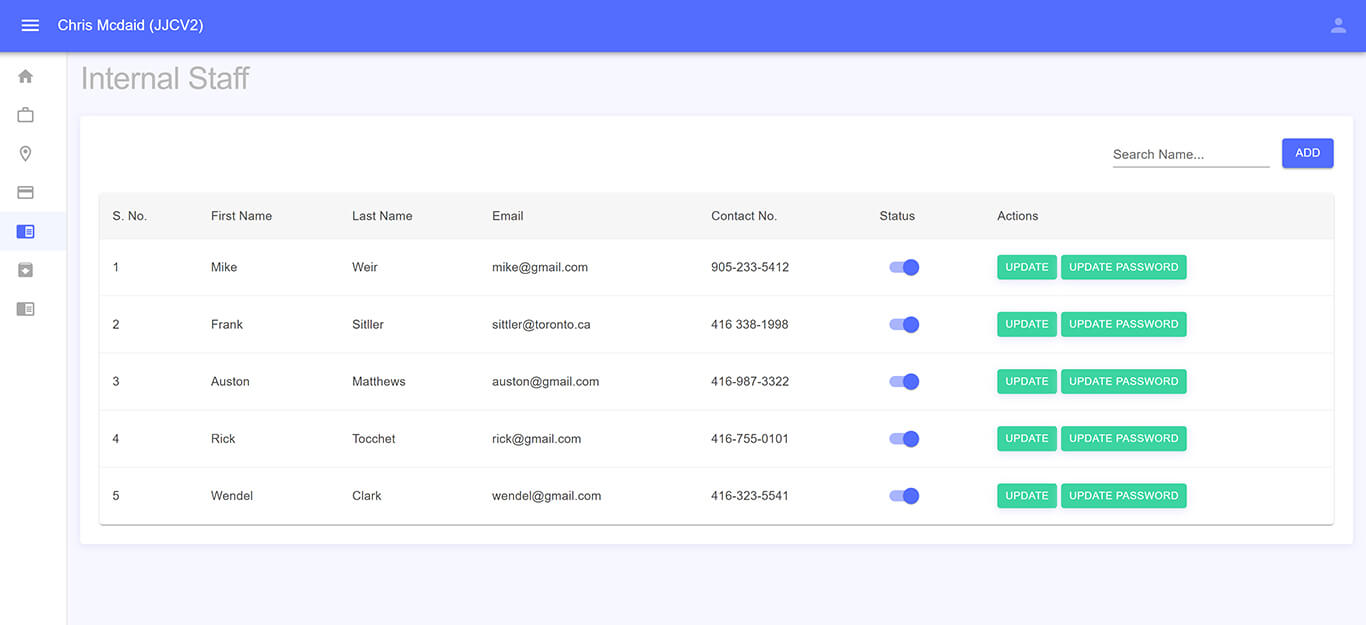 Chris Mcdaid (JJCV2)
Internal Staff
Search Name... ADD
S. No. First Name Last Name Email Contact No. Status Actions
1 Mike Weir mike@gmail.com 905-233-5412 UPDATE UPDATE PASSWORD
2 Frank Sitller sittler@toronto.ca 416 338-1998 UPDATE UPDATE PASSWORD
3 Auston Matthews auston@gmail.com 416-987-3322 UPDATE UPDATE PASSWORD
4 Rick Tocchet rick@gmail.com 416-755-0101 UPDATE UPDATE PASSWORD
5 Wendel Clark wendel@gmail.com 416-323-5541 UPDATE UPDATE PASSWORD